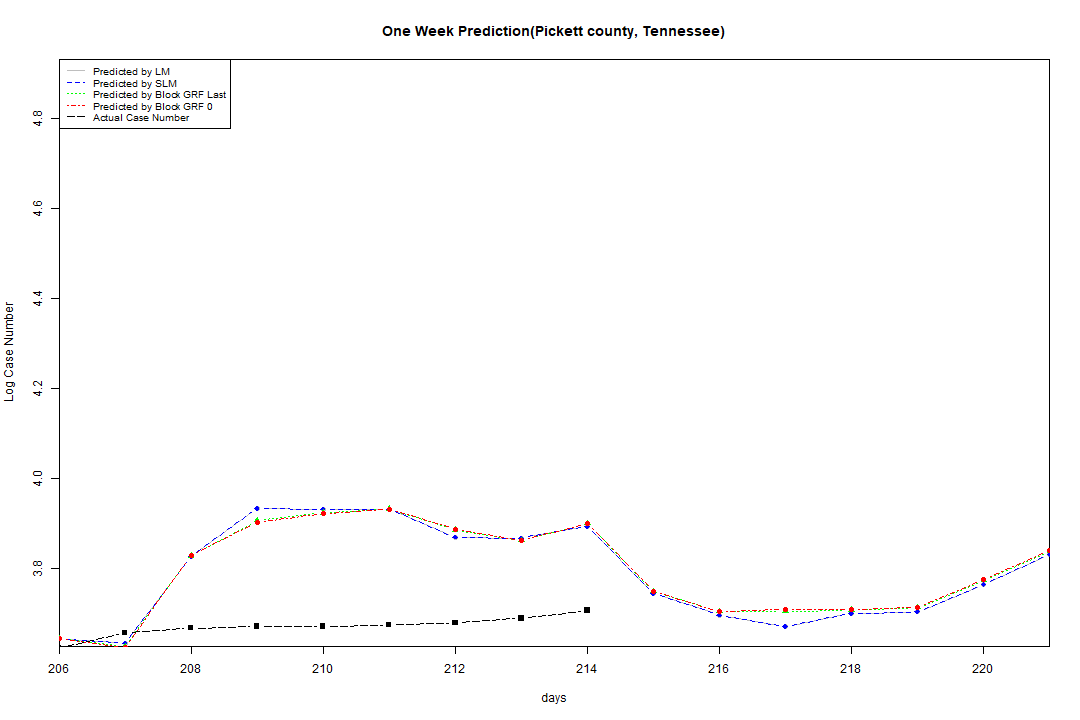 One Week Prediction(Pickett county, Tennessee)
Predicted by LM
Predicted by SLM
Predicted by Block GRF Last
Predicted by Block GRF 0
Actual Case Number
4.8
4.6
4.4
4.2
4.0
3.8
Log Case Number
206 208 210 212 214 216 218 220
days